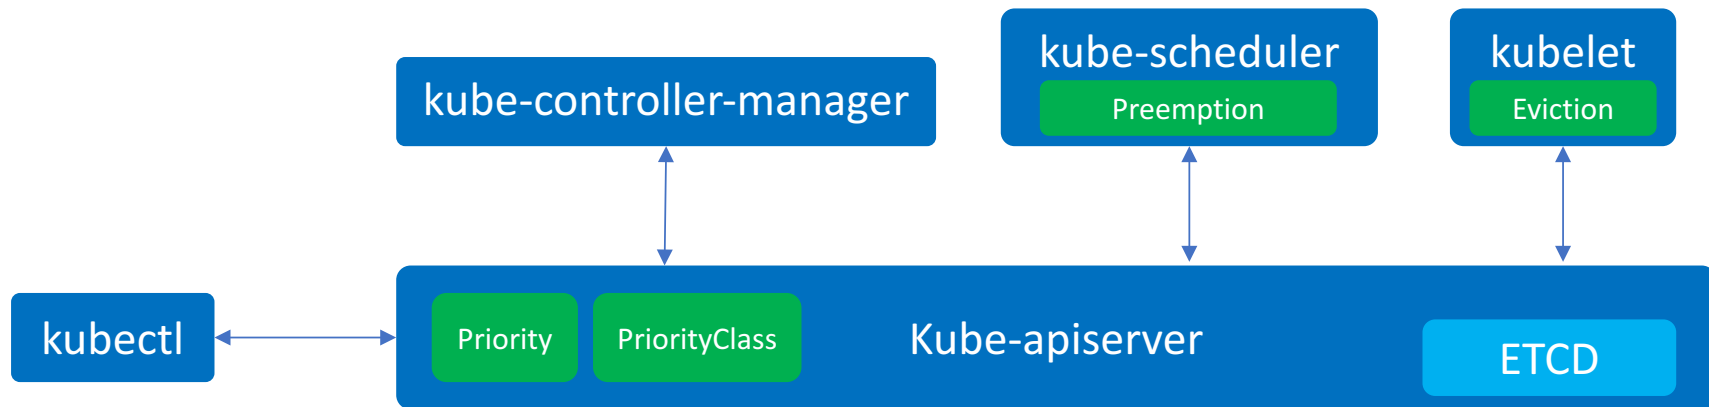 kube-controller-manager
kube-scheduler
Preemption
kubelet
Eviction
kubectl
Priority
PriorityClass
Kube-apiserver
ETCD